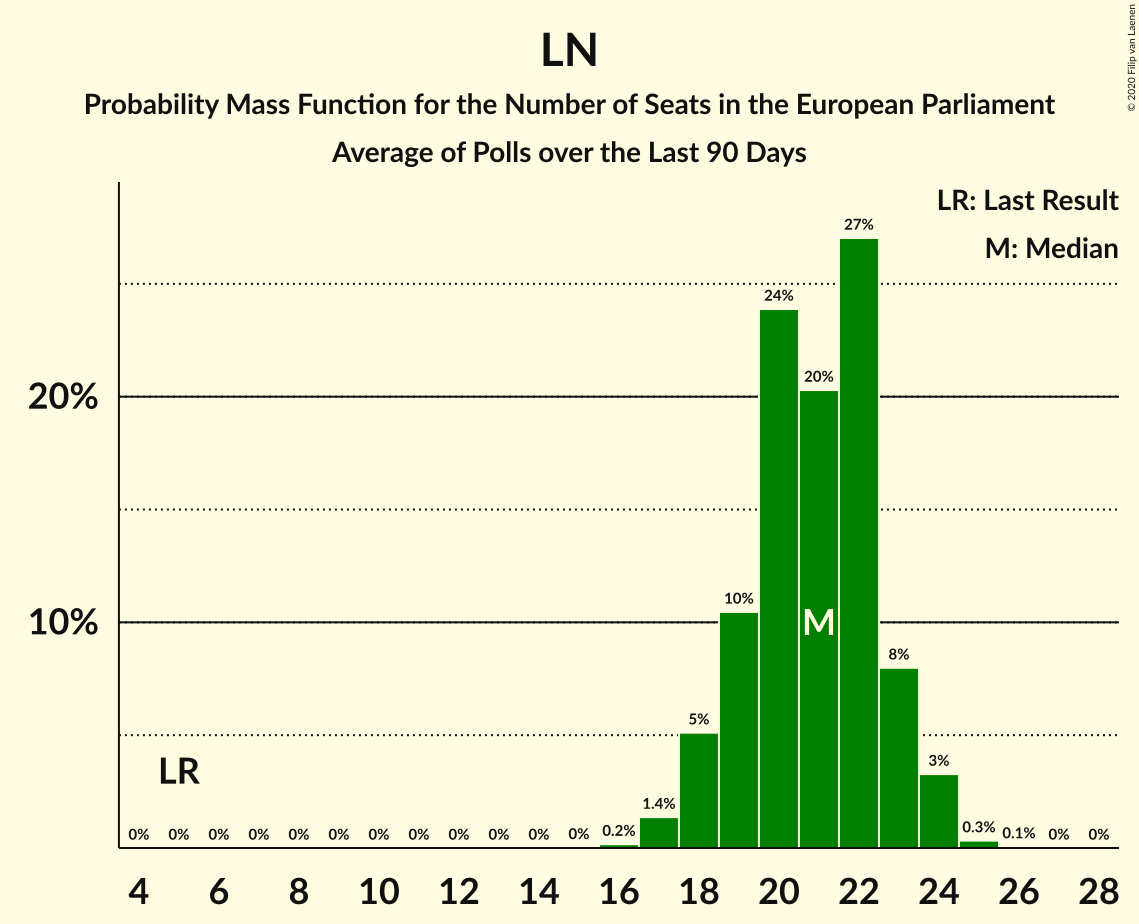 LN
Probability Mass Function for the Number of Seats in the European Parliament
Average of Polls over the Last 90 Days
© 2020 Filip van Laenen
LR: Last Result
M: Median
27%
24%
20%
20%
10%
M
10%
8%
5%
LR
3%
1.4%
0% 0% 0% 0% 0% 0% 0% 0% 0% 0% 0% 0% 0.2% 0.3% 0.1% 0% 0%
4 6 8 10 12 14 16 18 20 22 24 26 28